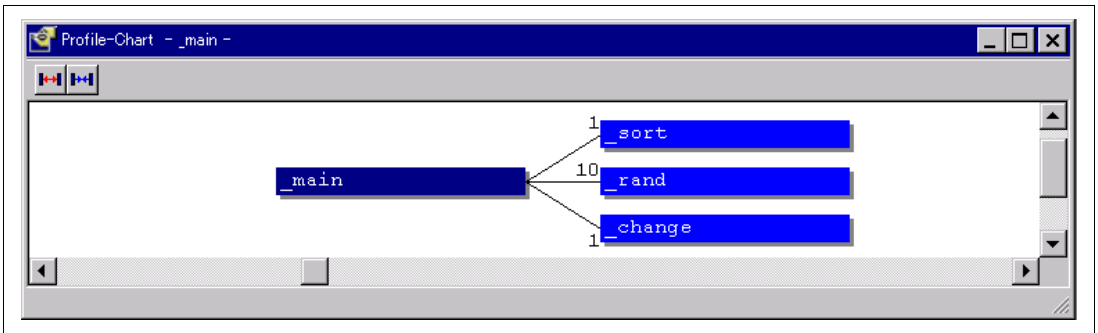 Profile-Chart - _main -
1
_sort
_main
10
_rand
_change
1